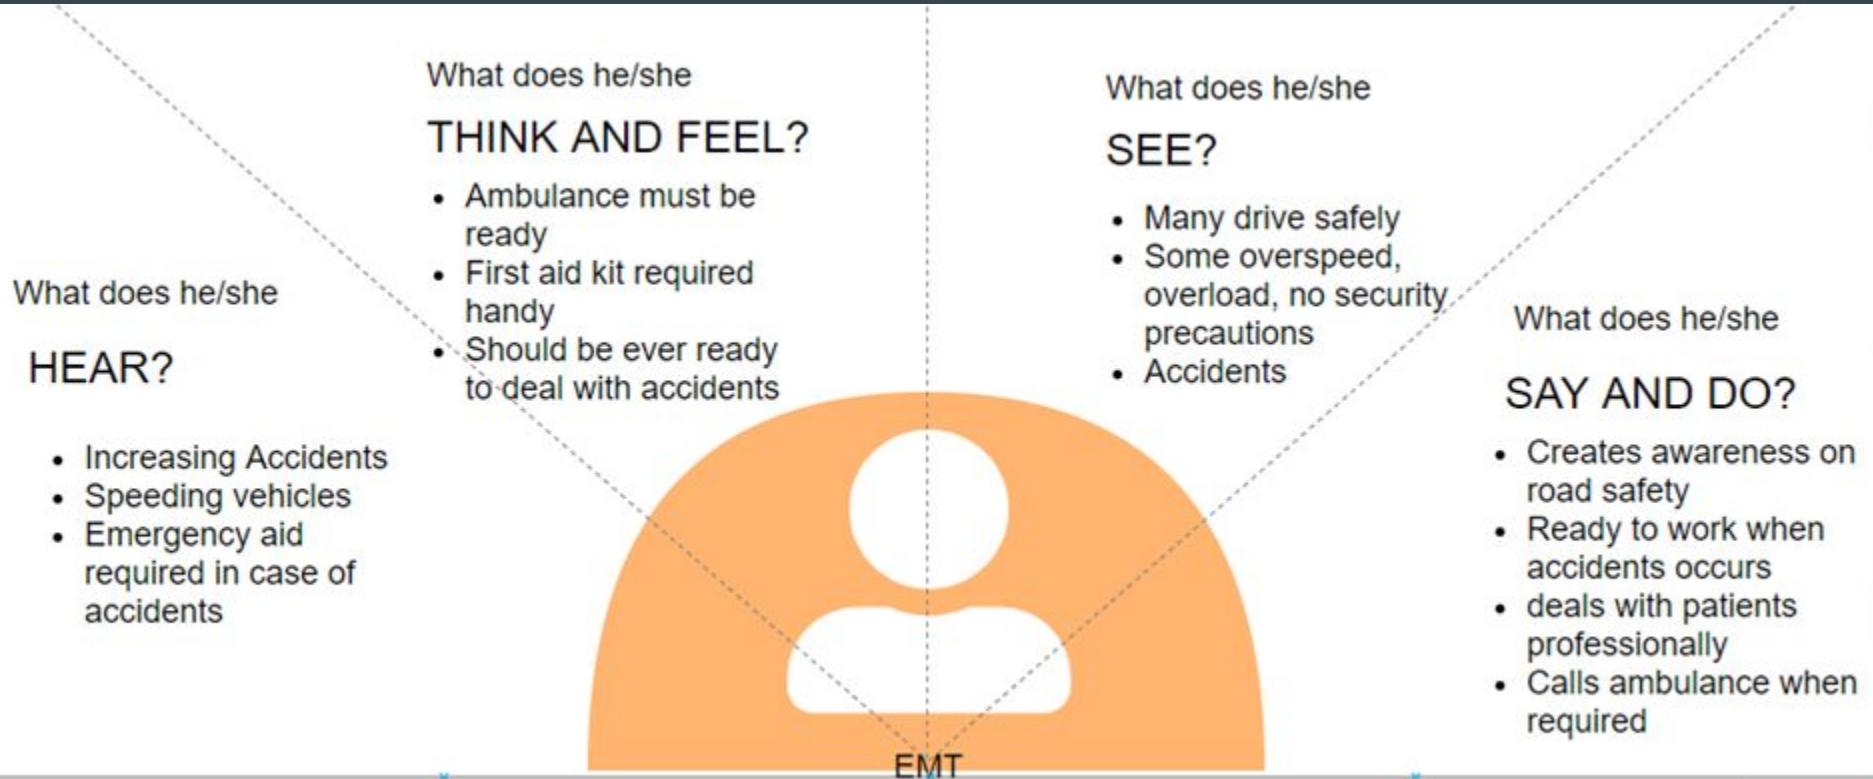 What does he/she
HEAR?
Increasing Accidents
Speeding vehicles
Emergency aid
required in case of
accidents
What does he/she
THINK AND FEEL?
Ambulance must be
ready
First aid kit required
handy
Should be ever ready
to deal with accidents
What does he/she
SEE?
Many drive safely
Some overspeed,
overload, no security
precautions
Accidents
What does he/she
SAY AND DO?
Creates awareness on
road safety
Ready to work when
accidents occurs
deals with patients
professionally
Calls ambulance when
required
EMT